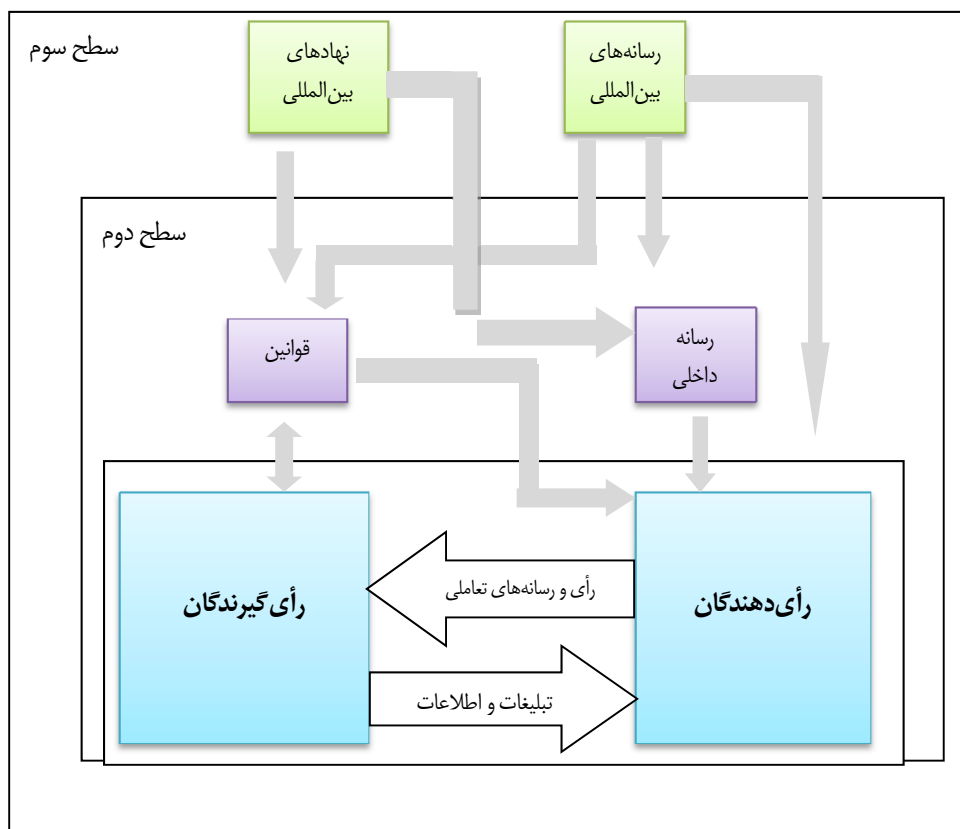 سطح سوم
رسانه‌های
بین‌المللی
نهادهای
بین‌المللی
سطح دوم
رسانه
داخلی
قوانین
رأی‌دهندگان
رأی و رسانه‌های تعاملی
رأی‌گیرندگان
تبلیغات و اطلاعات